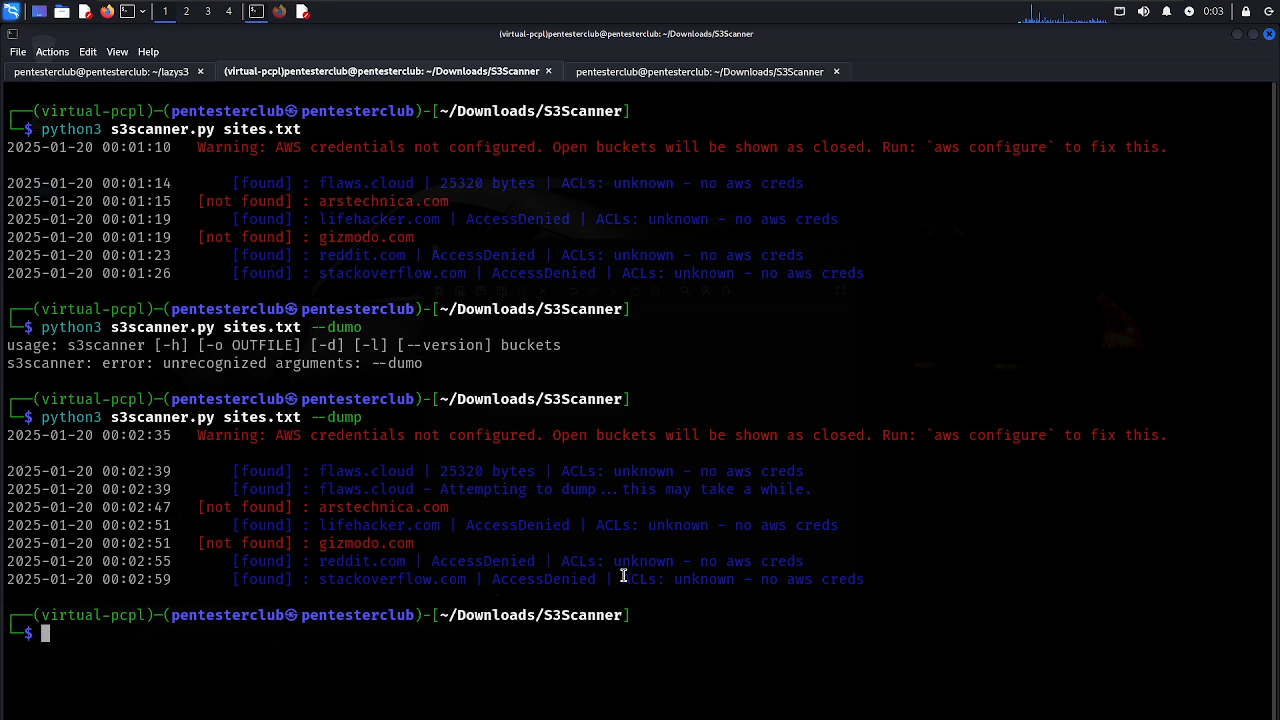 1 2 3 4 0:03
(virtual-pcpl)pentesterclub@pentesterclub: ~/Downloads/S3Scanner
File Actions Edit View Help
pentesterclub@pentesterclub: ~/lazys3 × (virtual-pcpl)pentesterclub@pentesterclub: ~/Downloads/S3Scanner × pentesterclub@pentesterclub: ~/Downloads/S3Scanner ×
┌──(virtual-pcpl)─(pentesterclub㉿pentesterclub)-[~/Downloads/S3Scanner]
└─$ python3 s3scanner.py sites.txt
2025-01-20 00:01:10   Warning: AWS credentials not configured. Open buckets will be shown as closed. Run: `aws configure` to fix this.
2025-01-20 00:01:14       [found] : flaws.cloud | 25320 bytes | ACLs: unknown - no aws creds
2025-01-20 00:01:15   [not found] : arstechnica.com
2025-01-20 00:01:19       [found] : lifehacker.com | AccessDenied | ACLs: unknown - no aws creds
2025-01-20 00:01:19   [not found] : gizmodo.com
2025-01-20 00:01:23       [found] : reddit.com | AccessDenied | ACLs: unknown - no aws creds
2025-01-20 00:01:26       [found] : stackoverflow.com | AccessDenied | ACLs: unknown - no aws creds
┌──(virtual-pcpl)─(pentesterclub㉿pentesterclub)-[~/Downloads/S3Scanner]
└─$ python3 s3scanner.py sites.txt --dumo
usage: s3scanner [-h] [-o OUTFILE] [-d] [-l] [--version] buckets
s3scanner: error: unrecognized arguments: --dumo
┌──(virtual-pcpl)─(pentesterclub㉿pentesterclub)-[~/Downloads/S3Scanner]
└─$ python3 s3scanner.py sites.txt --dump
2025-01-20 00:02:35   Warning: AWS credentials not configured. Open buckets will be shown as closed. Run: `aws configure` to fix this.
2025-01-20 00:02:39       [found] : flaws.cloud | 25320 bytes | ACLs: unknown - no aws creds
2025-01-20 00:02:39       [found] : flaws.cloud - Attempting to dump...this may take a while.
2025-01-20 00:02:47   [not found] : arstechnica.com
2025-01-20 00:02:51       [found] : lifehacker.com | AccessDenied | ACLs: unknown - no aws creds
2025-01-20 00:02:51   [not found] : gizmodo.com
2025-01-20 00:02:55       [found] : reddit.com | AccessDenied | ACLs: unknown - no aws creds
2025-01-20 00:02:59       [found] : stackoverflow.com | AccessDenied | ACLs: unknown - no aws creds
┌──(virtual-pcpl)─(pentesterclub㉿pentesterclub)-[~/Downloads/S3Scanner]
└─$